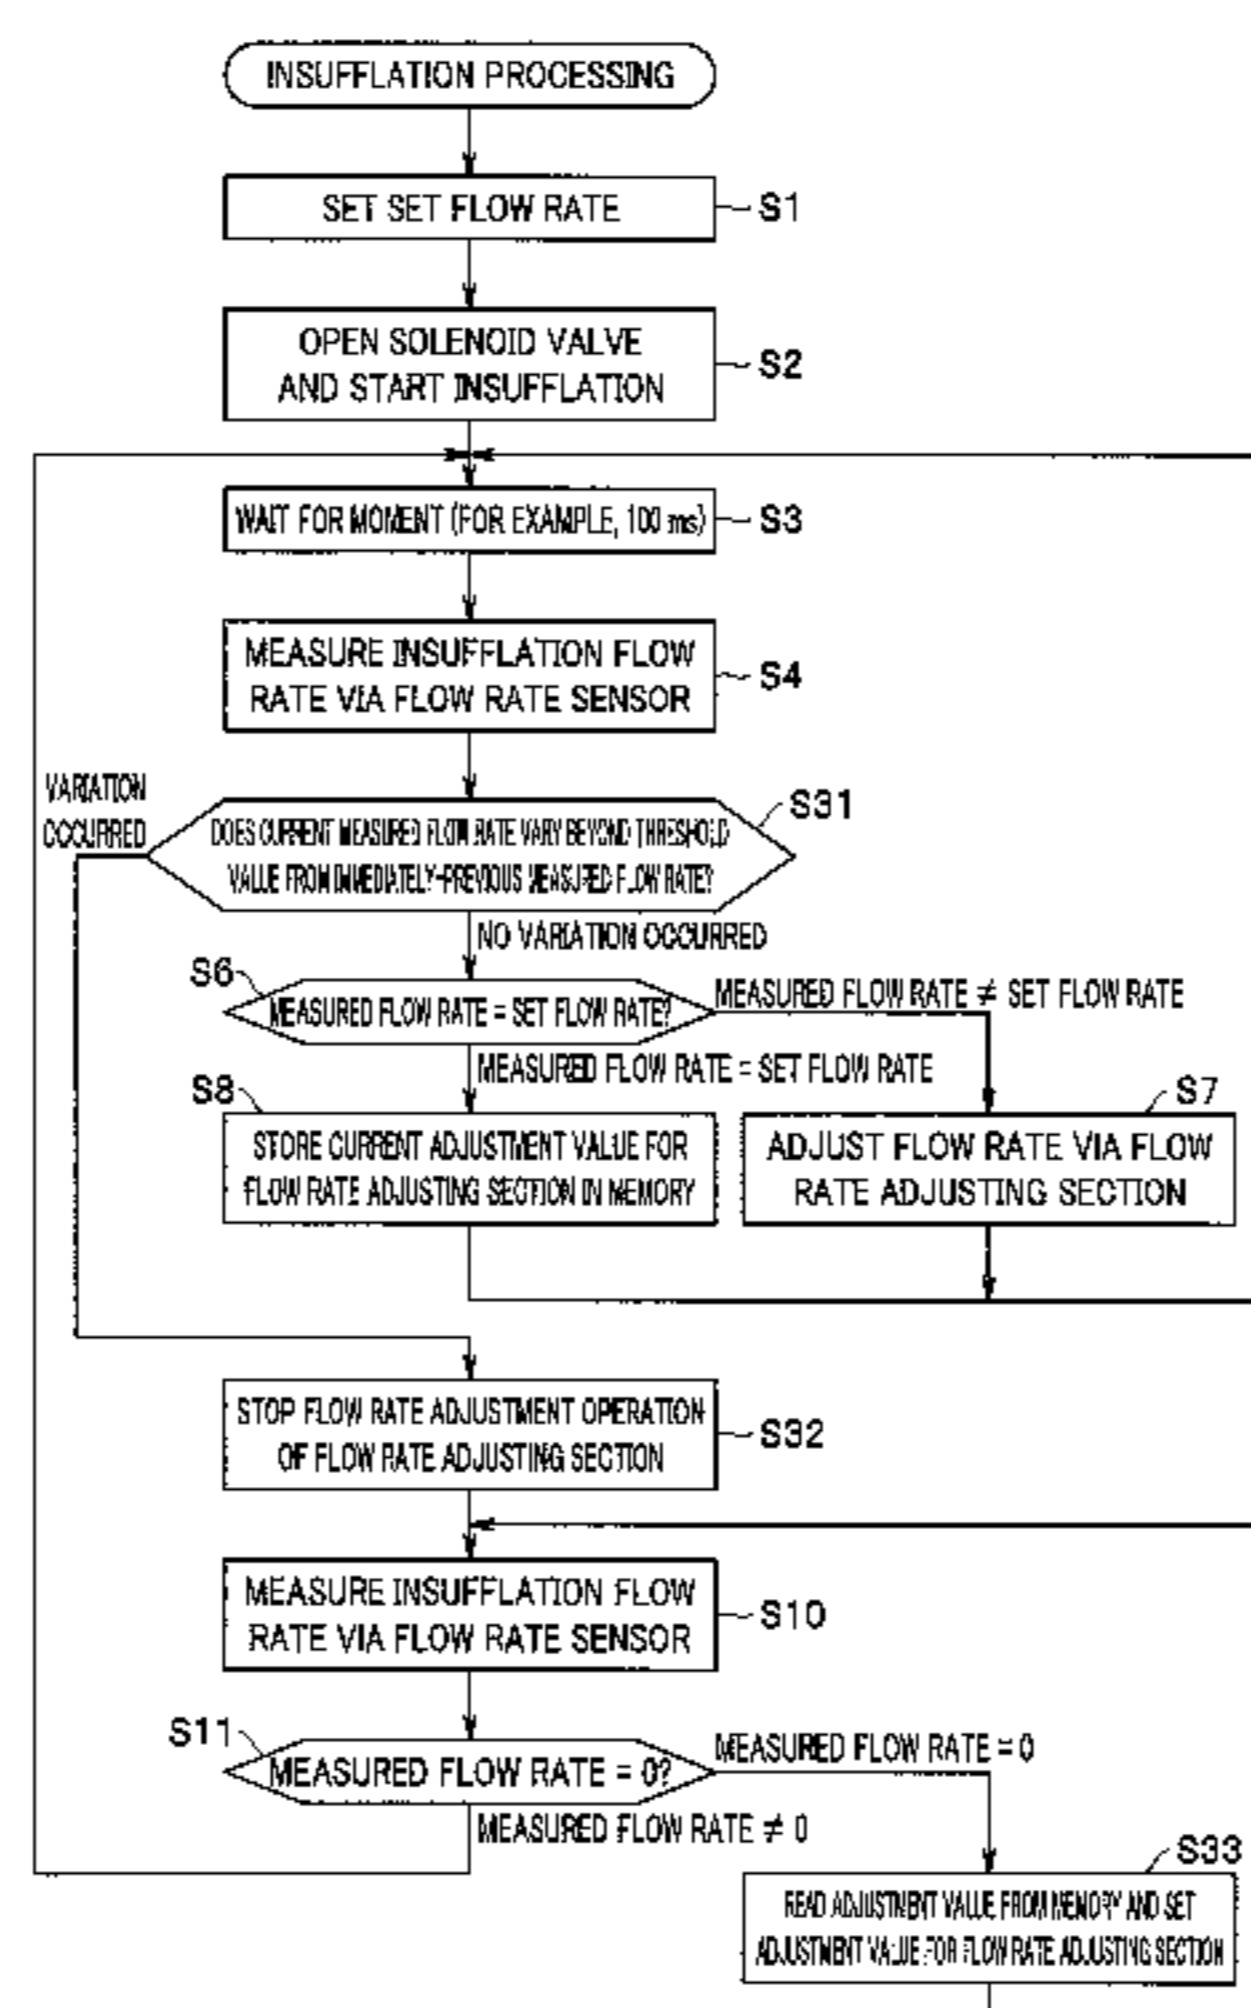 INSUFFLATION PROCESSING
SET SET FLOW RATE
S1
OPEN SOLENOID VALVE
AND START INSUFFLATION
S2
WAIT FOR MOMENT (FOR EXAMPLE, 100 ms)
S3
MEASURE INSUFFLATION FLOW
RATE VIA FLOW RATE SENSOR
S4
VARIATION
OCCURRED
DOES CURRENT MEASURED FLOW RATE VARY BEYOND THRESHOLD
VALUE FROM IMMEDIATELY-PREVIOUS MEASURED FLOW RATE?
S31
NO VARIATION OCCURRED
S6
MEASURED FLOW RATE = SET FLOW RATE?
MEASURED FLOW RATE ≠ SET FLOW RATE
MEASURED FLOW RATE = SET FLOW RATE
S8
STORE CURRENT ADJUSTMENT VALUE FOR
FLOW RATE ADJUSTING SECTION IN MEMORY
S7
ADJUST FLOW RATE VIA FLOW
RATE ADJUSTING SECTION
STOP FLOW RATE ADJUSTMENT OPERATION
OF FLOW RATE ADJUSTING SECTION
S32
MEASURE INSUFFLATION FLOW
RATE VIA FLOW RATE SENSOR
S10
S11
MEASURED FLOW RATE = 0?
MEASURED FLOW RATE = 0
MEASURED FLOW RATE ≠ 0
S33
READ ADJUSTMENT VALUE FROM MEMORY AND SET
ADJUSTMENT VALUE FOR FLOW RATE ADJUSTING SECTION